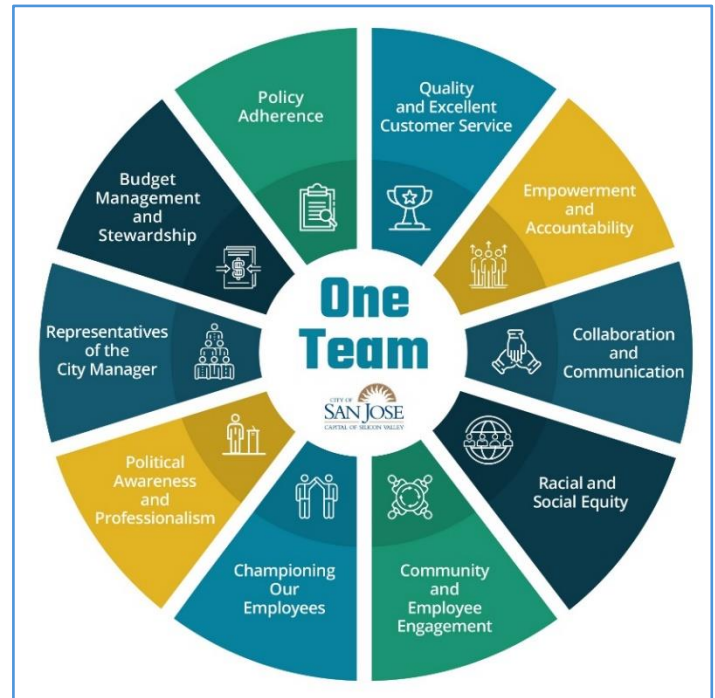 Policy
Adherence
Quality
and Excellent
Customer Service
Empowerment
and
Accountability
Collaboration
and
Communication
Racial and
Social Equity
Community
and
Employee
Engagement
Championing
Our
Employees
Political
Awareness
and
Professionalism
Representatives
of the
City Manager
Budget
Management
and
Stewardship
One
Team
CITY OF
SAN JOSE
CAPITAL OF SILICON VALLEY